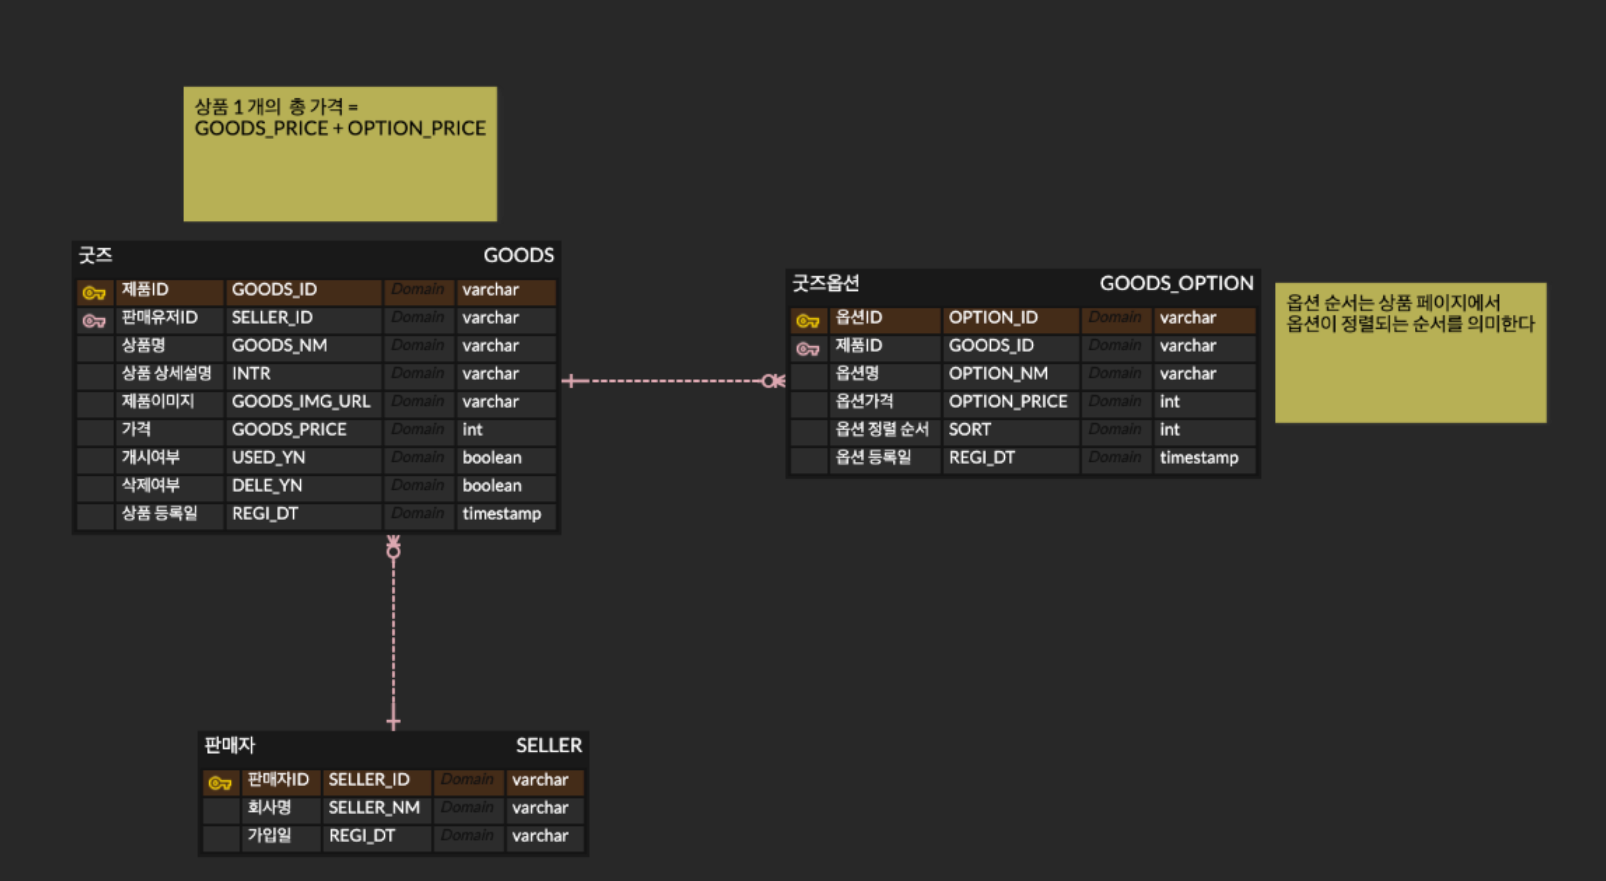 상품 1 개의 총 가격 =
GOODS_PRICE + OPTION_PRICE
굿즈 GOODS
제품ID GOODS_ID Domain varchar
판매유저ID SELLER_ID Domain varchar
상품명 GOODS_NM Domain varchar
상품 상세설명 INTR Domain varchar
제품이미지 GOODS_IMG_URL Domain varchar
가격 GOODS_PRICE Domain int
개시여부 USED_YN Domain boolean
삭제여부 DELE_YN Domain boolean
상품 등록일 REGI_DT Domain timestamp
굿즈옵션 GOODS_OPTION
옵션ID OPTION_ID Domain varchar
제품ID GOODS_ID Domain varchar
옵션명 OPTION_NM Domain varchar
옵션가격 OPTION_PRICE Domain int
옵션 정렬 순서 SORT Domain int
옵션 등록일 REGI_DT Domain timestamp
옵션 순서는 상품 페이지에서
옵션이 정렬되는 순서를 의미한다
판매자 SELLER
판매자ID SELLER_ID Domain varchar
회사명 SELLER_NM Domain varchar
가입일 REGI_DT Domain varchar